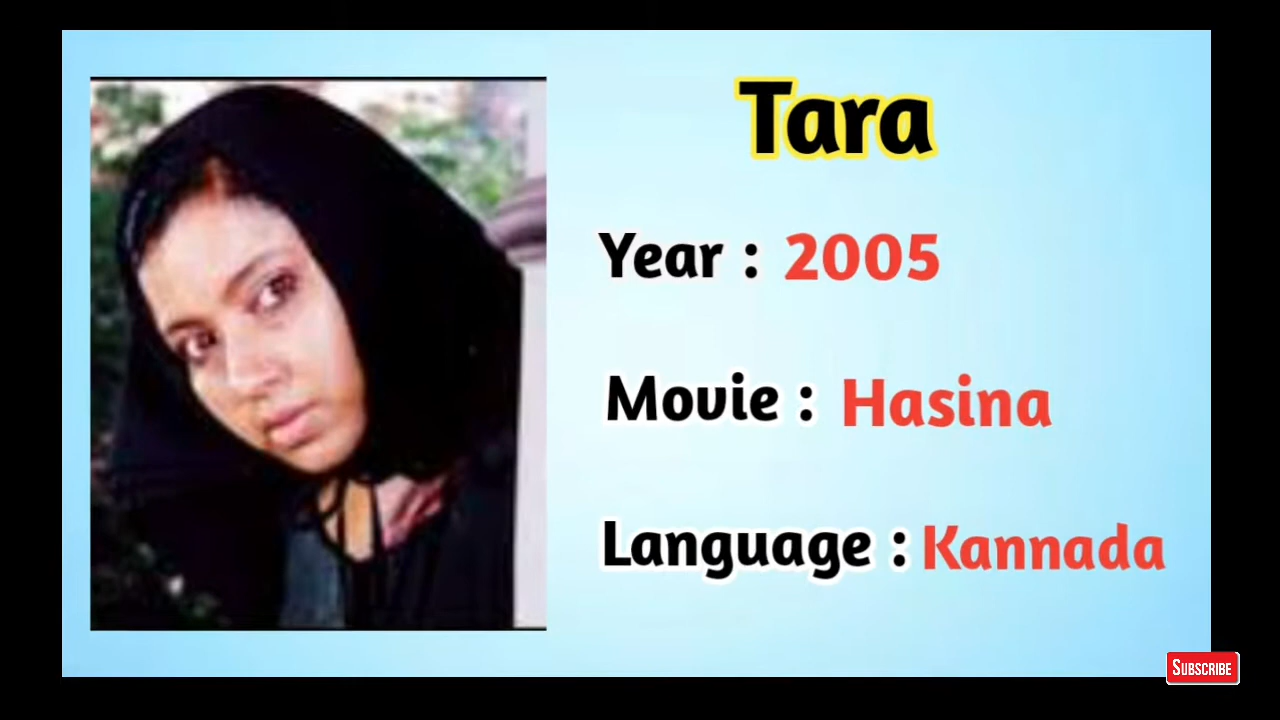 Tara
Year : 2005
Movie : Hasina
Language : Kannada
SUBSCRIBE